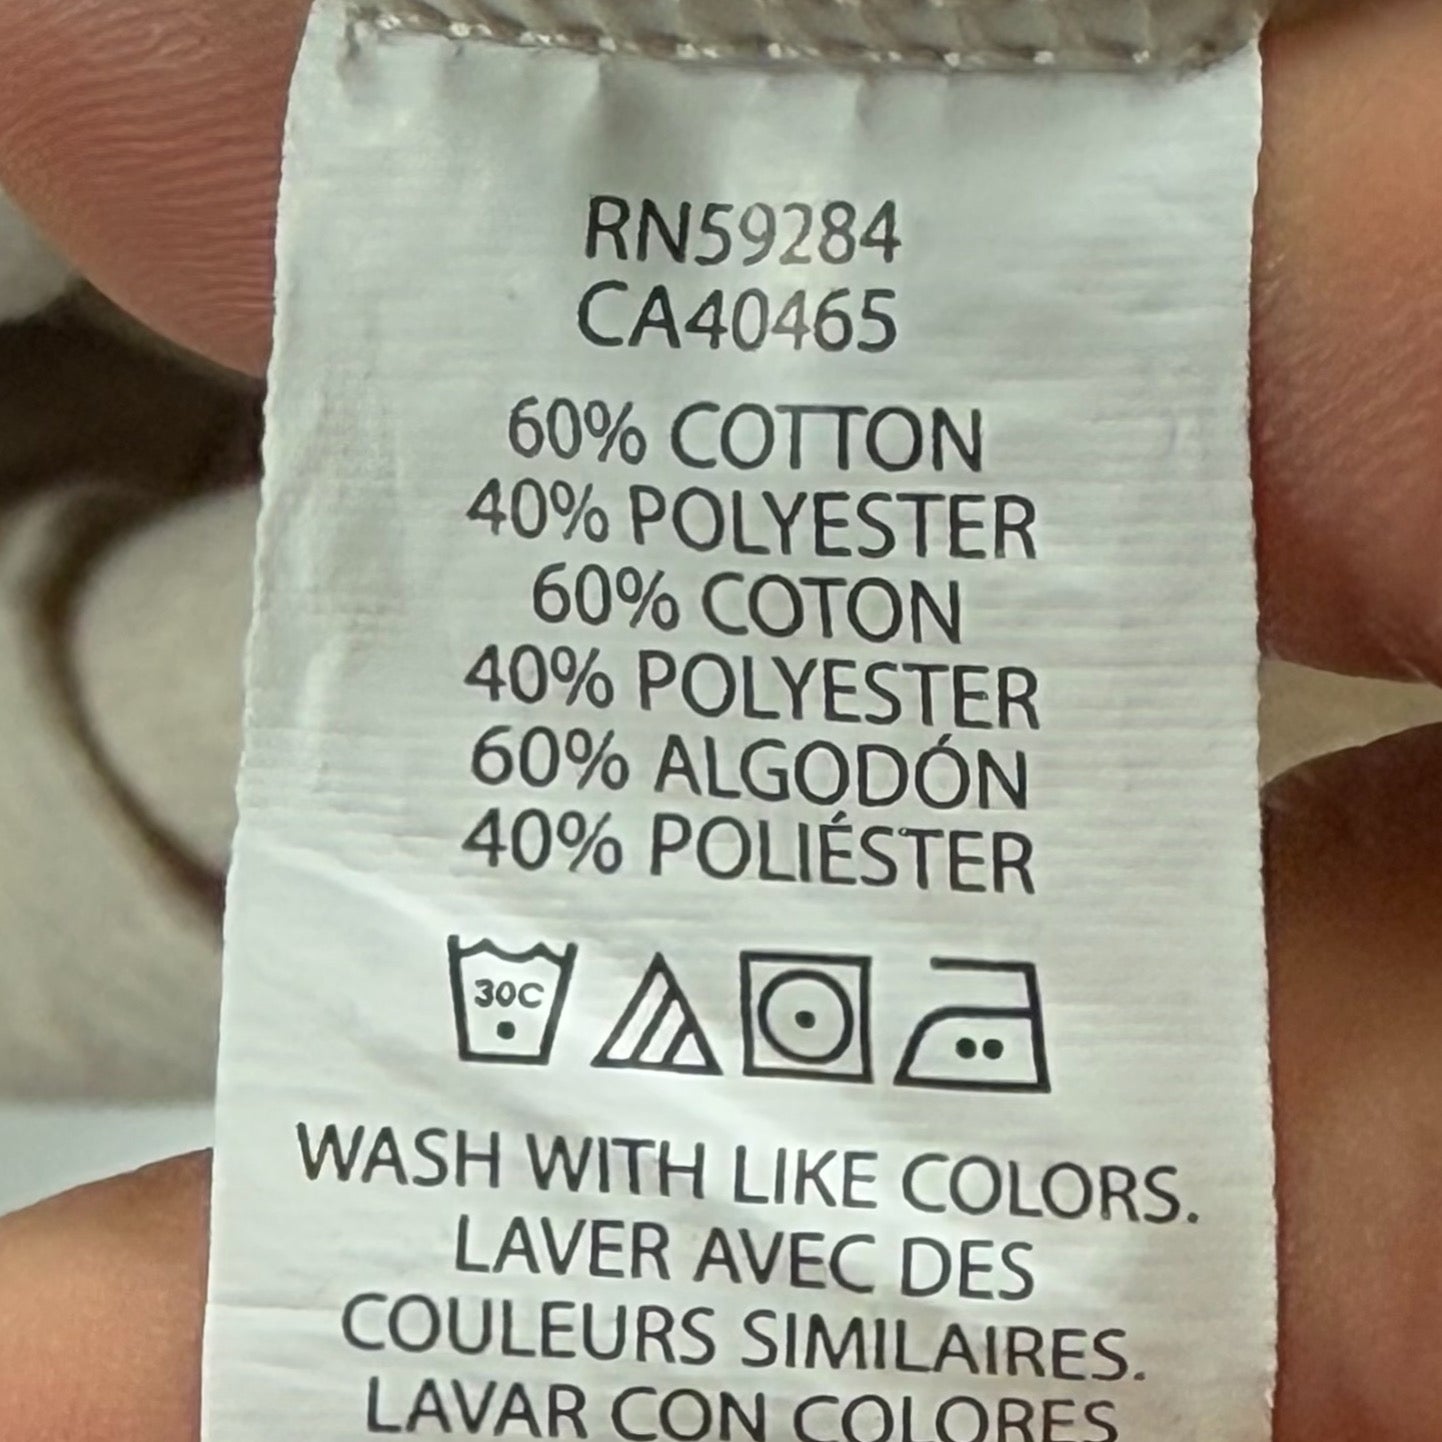 RN59284
CA40465
60% COTTON
40% POLYESTER
60% COTON
40% POLYESTER
60% ALGODÓN
40% POLIÉSTER
30C
WASH WITH LIKE COLORS.
LAVER AVEC DES
COULEURS SIMILAIRES.
LAVAR CON COLORES